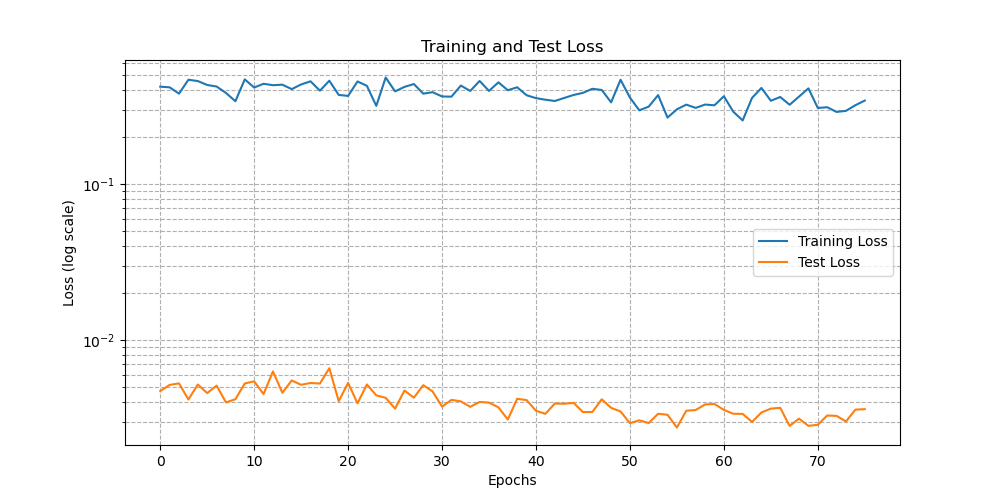 Training and Test Loss
Loss (log scale)
10⁻¹
10⁻²
Training Loss
Test Loss
0 10 20 30 40 50 60 70
Epochs